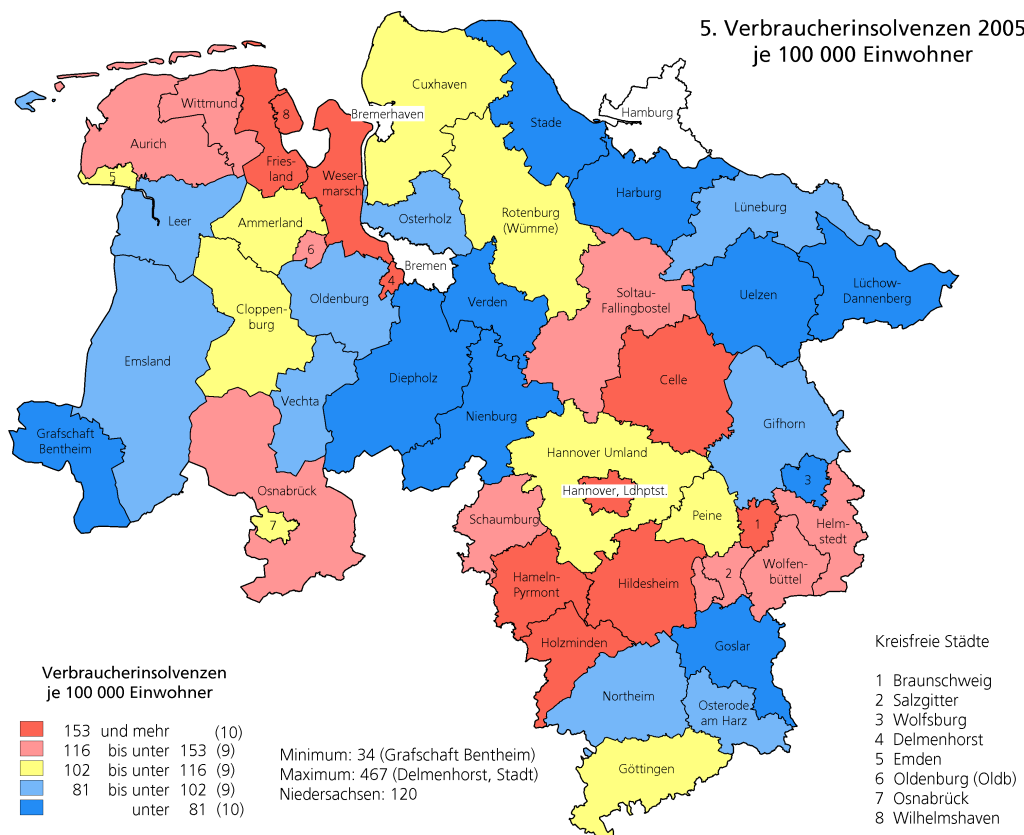 5. Verbraucherinsolvenzen 2005
je 100 000 Einwohner
Cuxhaven
Wittmund
Bremerhaven
8
Hamburg
Stade
Aurich
Fries-
land
Weser-
marsch
5
Harburg
Lüneburg
Leer
Ammerland
Osterholz
Rotenburg
(Wümme)
6
Bremen
4
Oldenburg
Verden
Soltau-
Fallingbostel
Uelzen
Lüchow-
Dannenberg
Cloppen-
burg
Emsland
Diepholz
Celle
Vechta
Nienburg
Gifhorn
Grafschaft
Bentheim
Hannover Umland
3
Osnabrück
Hannover, Ldhptst.
7
Schaumburg
Peine
1
Helm-
stedt
Hameln-
Pyrmont
Hildesheim
2
Wolfen-
büttel
Holzminden
Goslar
Northeim
Osterode
am Harz
Göttingen
Verbraucherinsolvenzen
je 100 000 Einwohner
153 und mehr (10)
116 bis unter 153 (9)
102 bis unter 116 (9)
81 bis unter 102 (9)
unter 81 (10)
Minimum: 34 (Grafschaft Bentheim)
Maximum: 467 (Delmenhorst, Stadt)
Niedersachsen: 120
Kreisfreie Städte
1 Braunschweig
2 Salzgitter
3 Wolfsburg
4 Delmenhorst
5 Emden
6 Oldenburg (Oldb)
7 Osnabrück
8 Wilhelmshaven